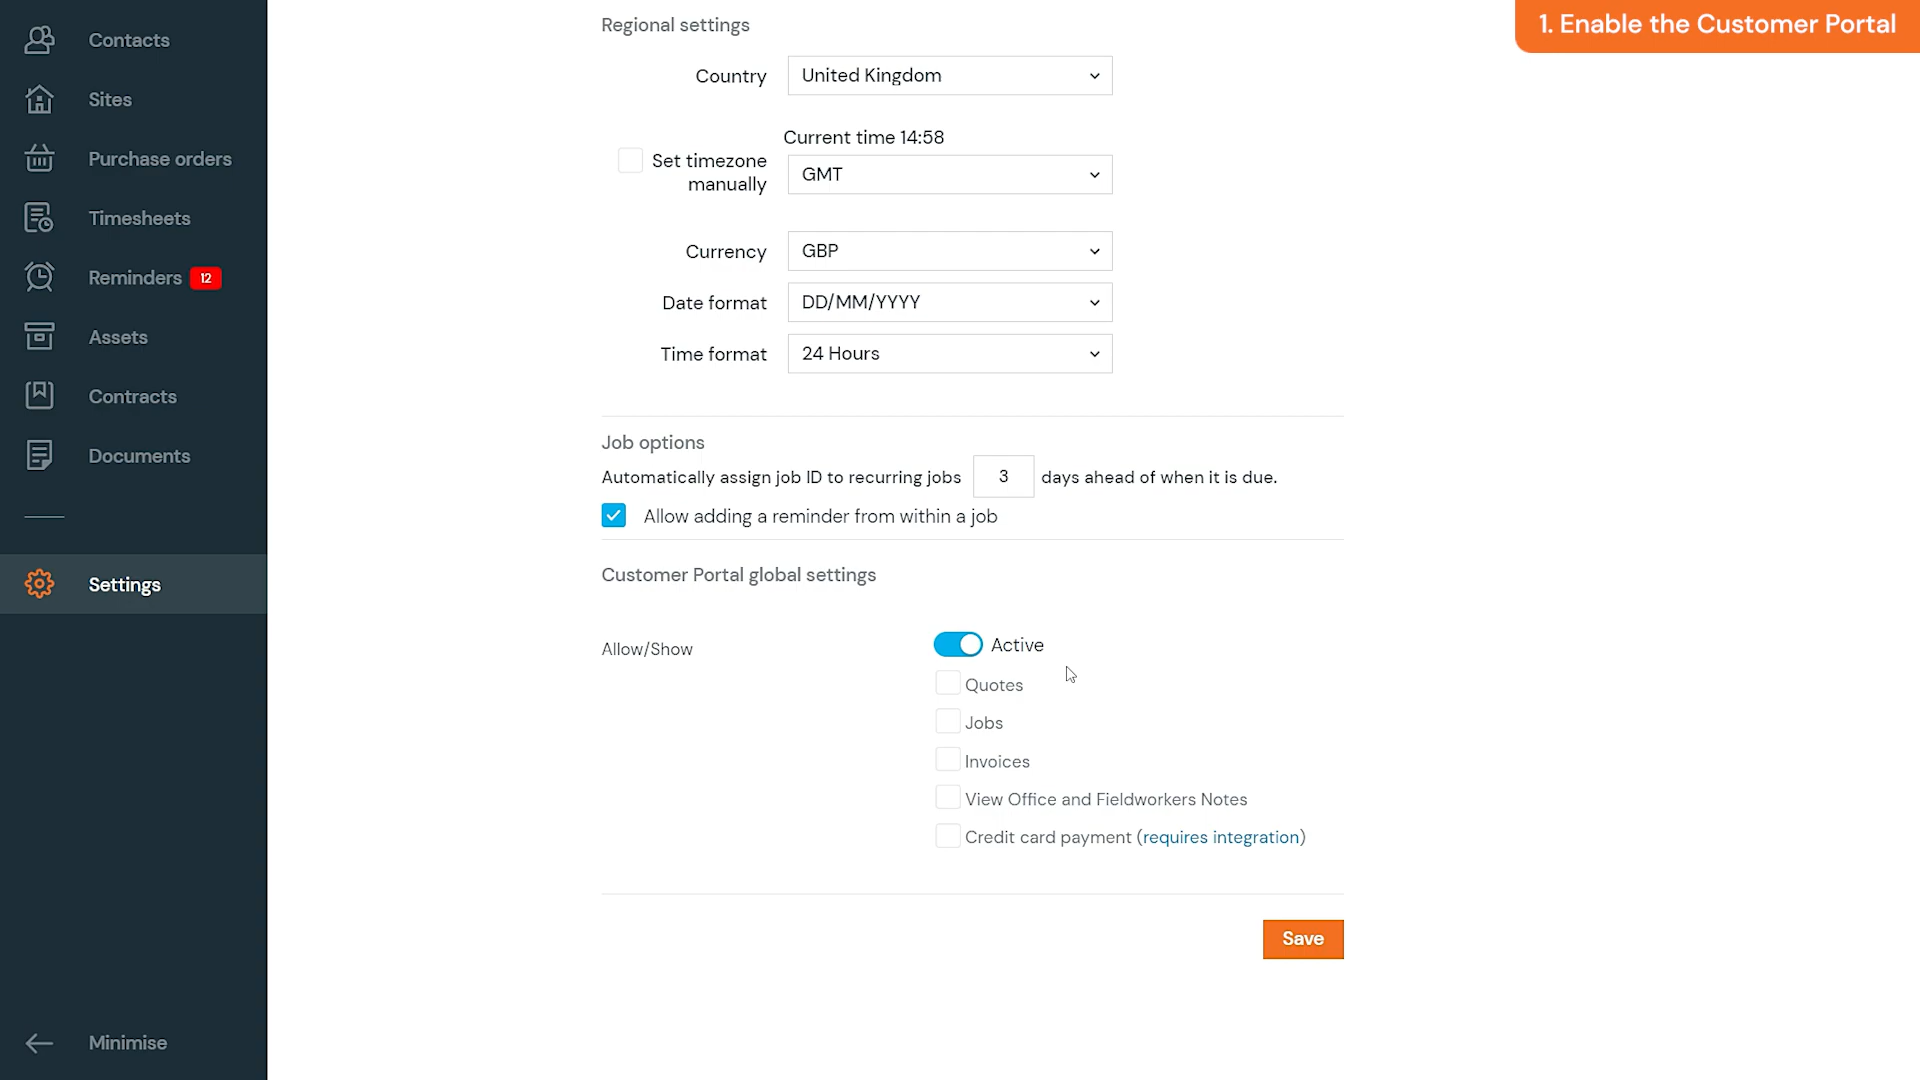 Contacts
Sites
Purchase orders
Timesheets
Reminders 12
Assets
Contracts
Documents
Settings
Minimise
1. Enable the Customer Portal
Regional settings
Country United Kingdom
Current time 14:58
Set timezone manually GMT
Currency GBP
Date format DD/MM/YYYY
Time format 24 Hours
Job options
Automatically assign job ID to recurring jobs 3 days ahead of when it is due.
Allow adding a reminder from within a job
Customer Portal global settings
Allow/Show Active
Quotes
Jobs
Invoices
View Office and Fieldworkers Notes
Credit card payment (requires integration)
Save